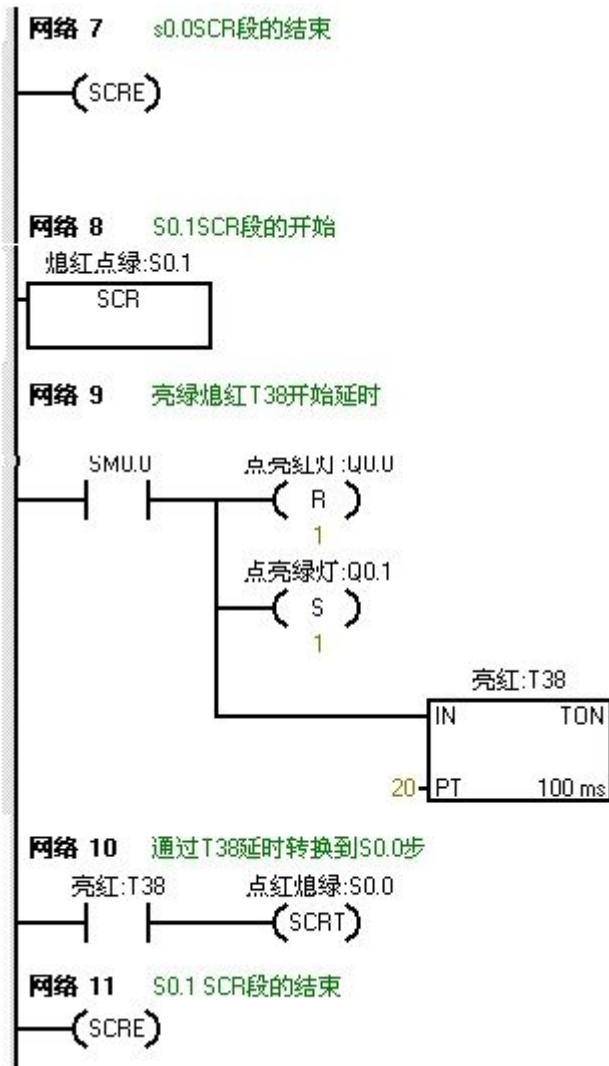 网络 7 s0.0SCR段的结束
SCRE
网络 8 S0.1SCR段的开始
熄红点绿:S0.1
SCR
网络 9 亮绿熄红T38开始延时
SM0.0 点亮红灯:Q0.0
R
1
点亮绿灯:Q0.1
S
1
亮红:T38
IN TON
20 PT 100 ms
网络 10 通过T38延时转换到S0.0步
亮红:T38 点红熄绿:S0.0
SCRT
网络 11 S0.1 SCR段的结束
SCRE